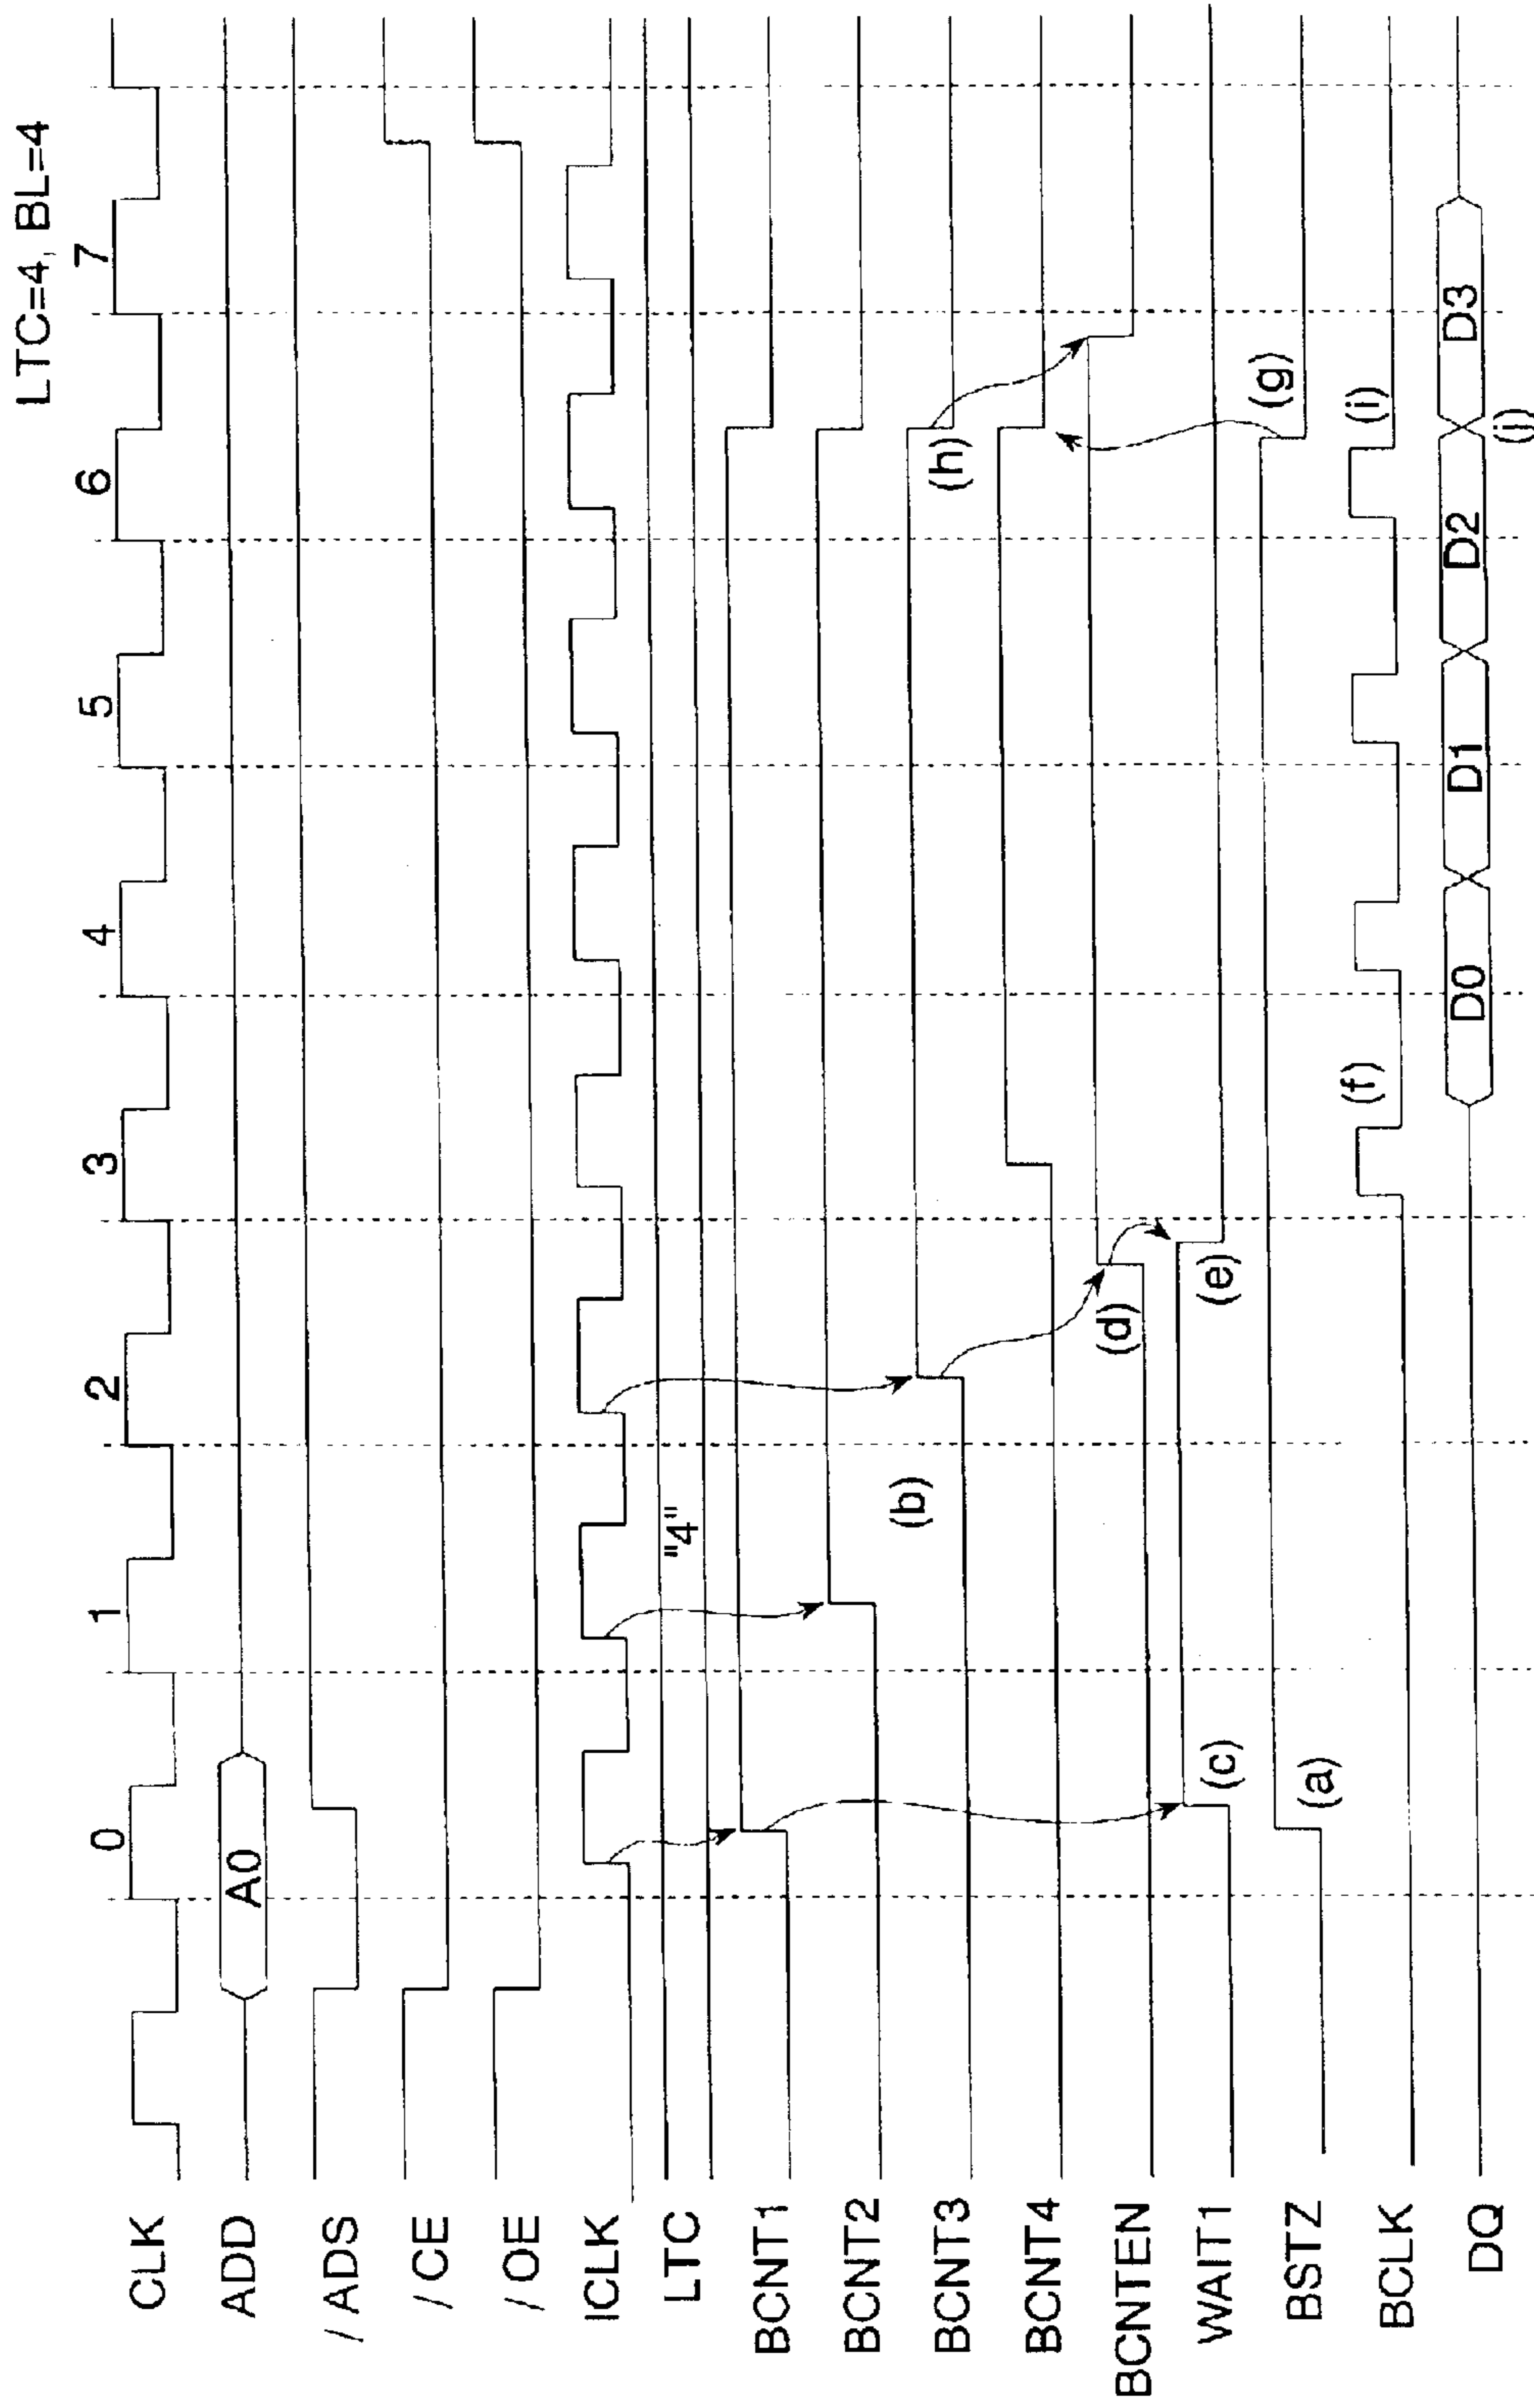 LTC=4, BL=4
0 1 2 3 4 5 6 7
CLK
ADD A0
/ADS
/CE
/OE
ICLK
LTC "4"
BCNT1
BCNT2
BCNT3 (b) (h)
BCNT4
BCNTEN (d)
WAIT1 (c) (e)
BSTZ (a) (g)
BCLK (f) (i)
DQ D0 D1 D2 D3
(j)